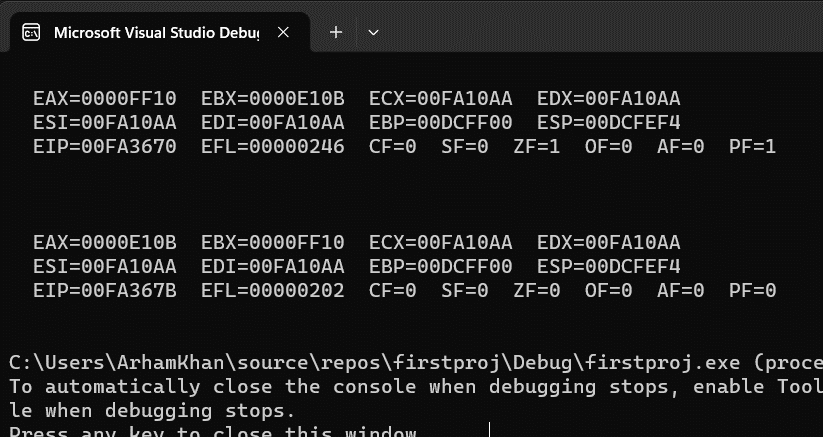 Microsoft Visual Studio Debug
EAX=0000FF10  EBX=0000E10B  ECX=00FA10AA  EDX=00FA10AA
ESI=00FA10AA  EDI=00FA10AA  EBP=00DCFF00  ESP=00DCFEF4
EIP=00FA3670  EFL=00000246  CF=0  SF=0  ZF=1  OF=0  AF=0  PF=1
EAX=0000E10B  EBX=0000FF10  ECX=00FA10AA  EDX=00FA10AA
ESI=00FA10AA  EDI=00FA10AA  EBP=00DCFF00  ESP=00DCFEF4
EIP=00FA367B  EFL=00000202  CF=0  SF=0  ZF=0  OF=0  AF=0  PF=0
C:\Users\ArhamKhan\source\repos\firstproj\Debug\firstproj.exe (proce
To automatically close the console when debugging stops, enable Tool
le when debugging stops.
Press any key to close this window